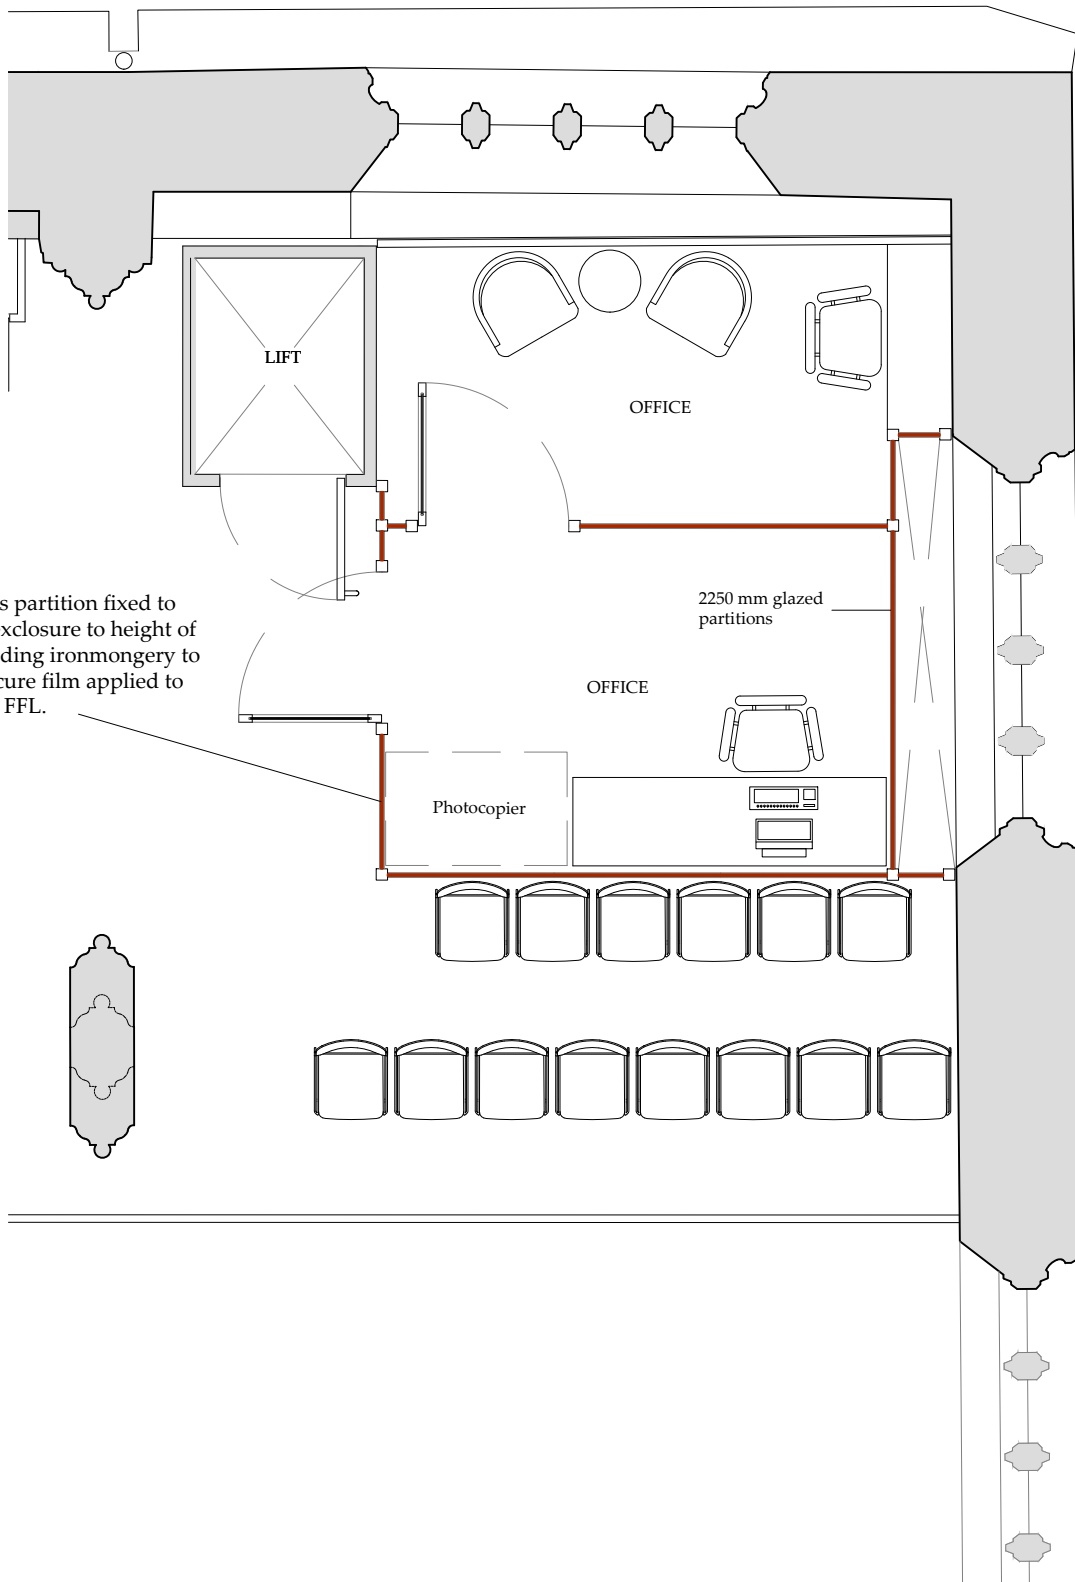 LIFT
OFFICE
s partition fixed to
exclosure to height of
ding ironmongery to
cure film applied to
FFL.
2250 mm glazed
partitions
OFFICE
Photocopier